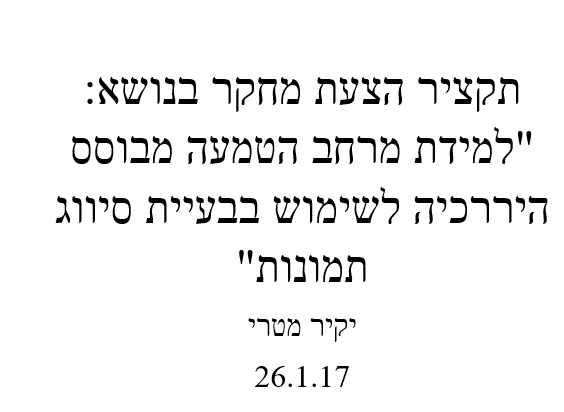 תקציר הצעת מחקר בנושא:
"למידת מרחב הטמעה מבוסס
היררכיה לשימוש בבעיית סיווג
תמונות"
יקיר מטרי
26.1.17